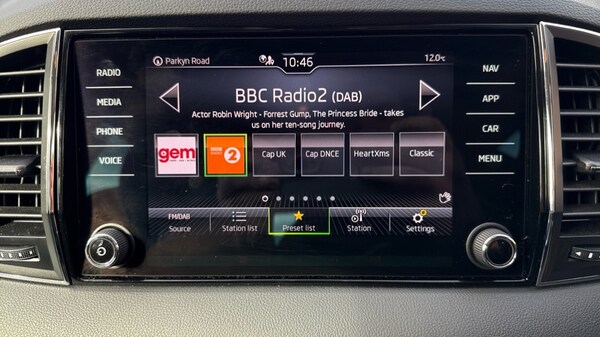 RADIO
MEDIA
PHONE
VOICE
Parkyn Road
10:46
12.0°C
BBC Radio2 (DAB)
Actor Robin Wright - Forrest Gump, The Princess Bride - takes
us on her ten-song journey.
gem
BBC
RADIO
2
Cap UK
Cap DNCE
HeartXms
Classic
FM/DAB
Source
Station list
Preset list
Station
Settings
NAV
APP
CAR
MENU